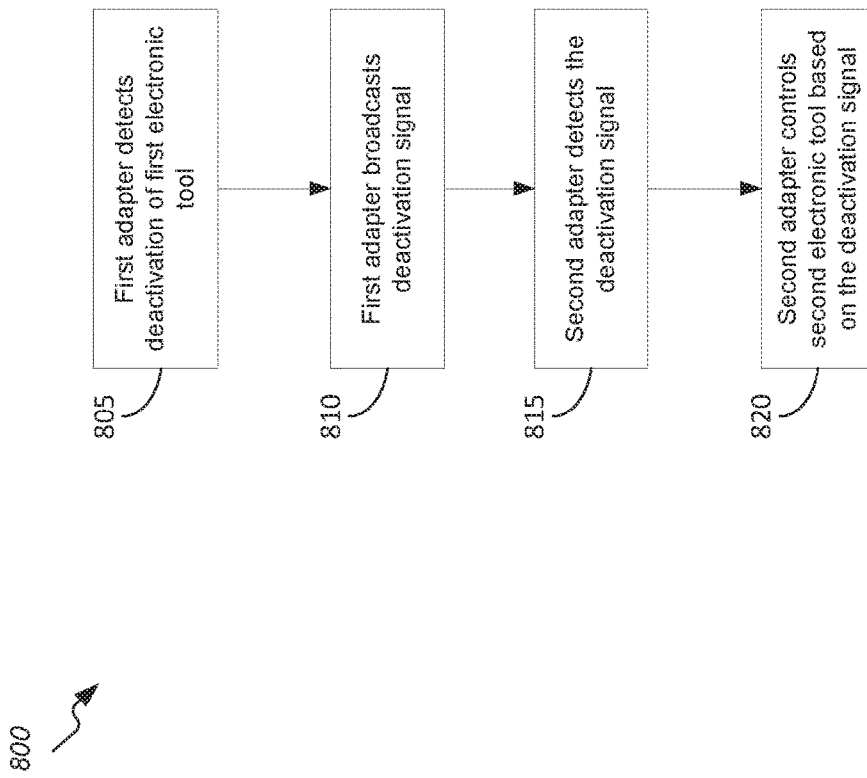 800
805
First adapter detects
deactivation of first electronic
tool
810
First adapter broadcasts
deactivation signal
815
Second adapter detects the
deactivation signal
820
Second adapter controls
second electronic tool based
on the deactivation signal